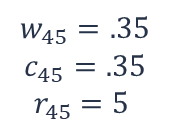 w₄₅ = .35
c₄₅ = .35
r₄₅ = 5